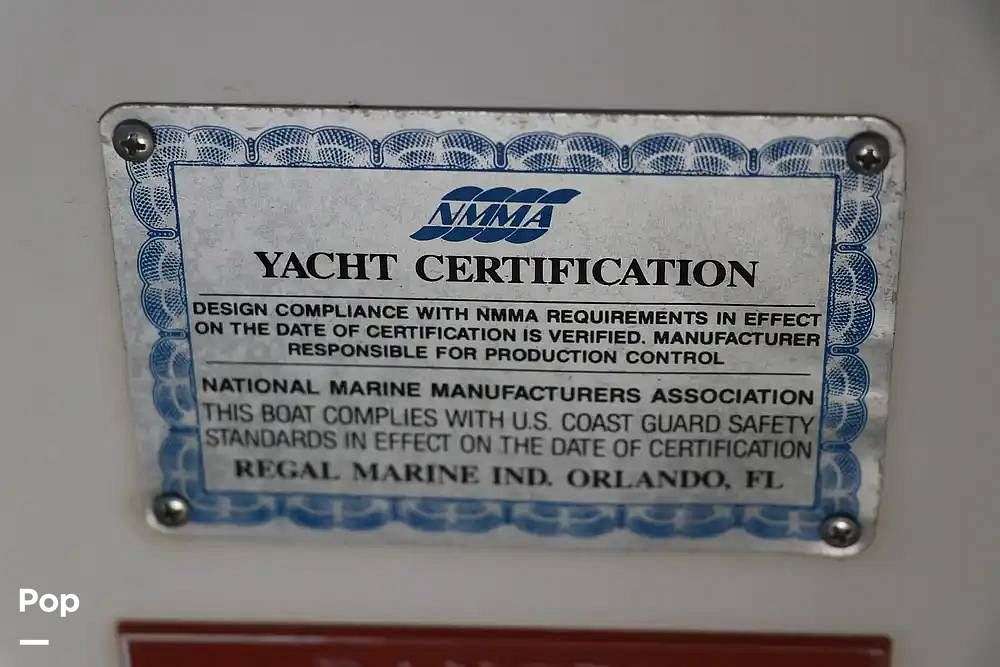 NMMA
YACHT CERTIFICATION
DESIGN COMPLIANCE WITH NMMA REQUIREMENTS IN EFFECT
ON THE DATE OF CERTIFICATION IS VERIFIED. MANUFACTURER
RESPONSIBLE FOR PRODUCTION CONTROL
NATIONAL MARINE MANUFACTURERS ASSOCIATION
THIS BOAT COMPLIES WITH U.S. COAST GUARD SAFETY
STANDARDS IN EFFECT ON THE DATE OF CERTIFICATION
REGAL MARINE IND. ORLANDO, FL
Pop